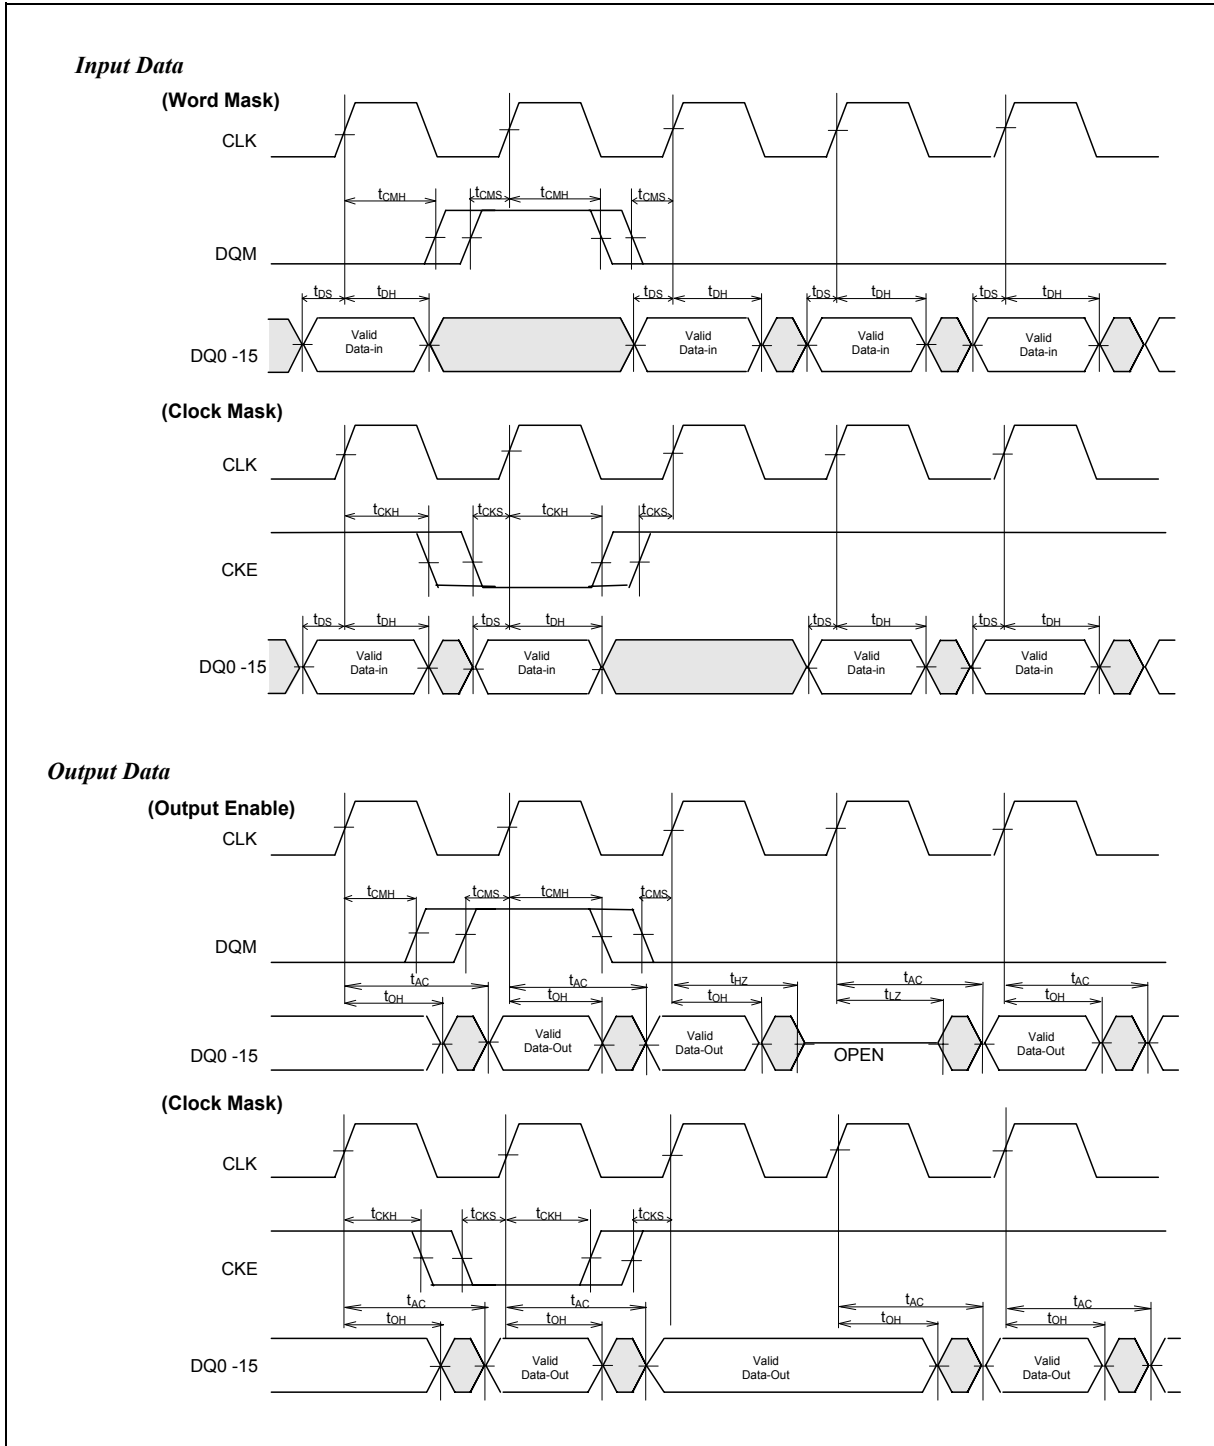 Input Data
(Word Mask)
CLK
tCMH tCMS tCMH tCMS
DQM
tDS tDH tDS tDH tDS tDH tDS tDH
DQ0 -15
Valid Data-in
Valid Data-in
Valid Data-in
Valid Data-in
(Clock Mask)
CLK
tCKH tCKS tCKH tCKS
CKE
tDS tDH tDS tDH tDS tDH tDS tDH
DQ0 -15
Valid Data-in
Valid Data-in
Valid Data-in
Valid Data-in
Output Data
(Output Enable)
CLK
tCMH tCMS tCMH tCMS
DQM
tAC tAC tHZ tAC tAC
tOH tOH tOH tLZ tOH
DQ0 -15
Valid Data-Out
Valid Data-Out
OPEN
Valid Data-Out
(Clock Mask)
CLK
tCKH tCKS tCKH tCKS
CKE
tAC tAC tAC tAC
tOH tOH tOH tOH
DQ0 -15
Valid Data-Out
Valid Data-Out
Valid Data-Out